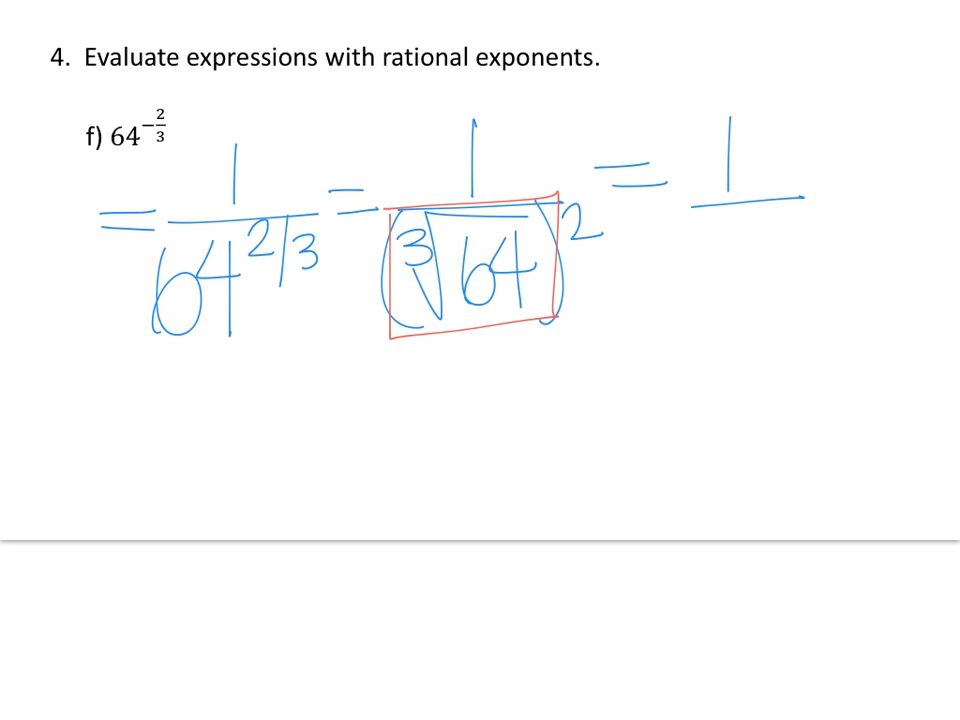 4. Evaluate expressions with rational exponents.
f) 64^(-2/3)
= 1/64^(2/3) = 1/(∛64)^2 = 1/